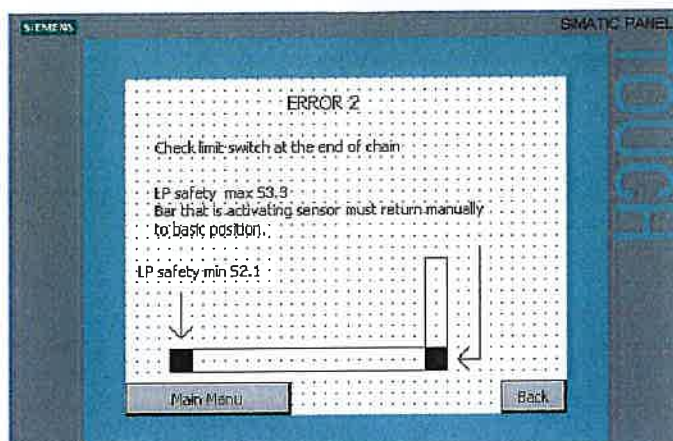 SIEMENS
SIMATIC PANEL
TOUCH
ERROR 2
Check limit switch at the end of chain
LP safety max S3.3
Bar that is activating sensor must return manually
to basic position.
LP safety min S2.1
Main Menu
Back